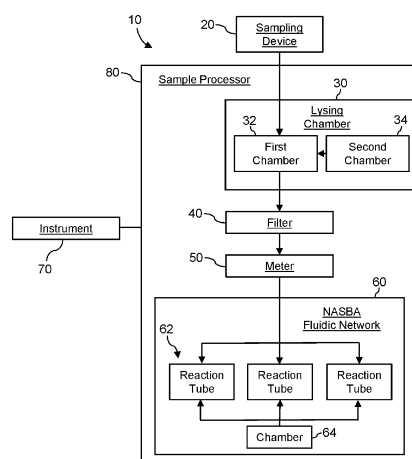 10
20
Sampling
Device
80
Sample Processor
30
Lysing
Chamber
32
34
First
Chamber
Second
Chamber
40
Filter
Instrument
70
50
Meter
60
NASBA
Fluidic Network
62
Reaction
Tube
Reaction
Tube
Reaction
Tube
Chamber
64